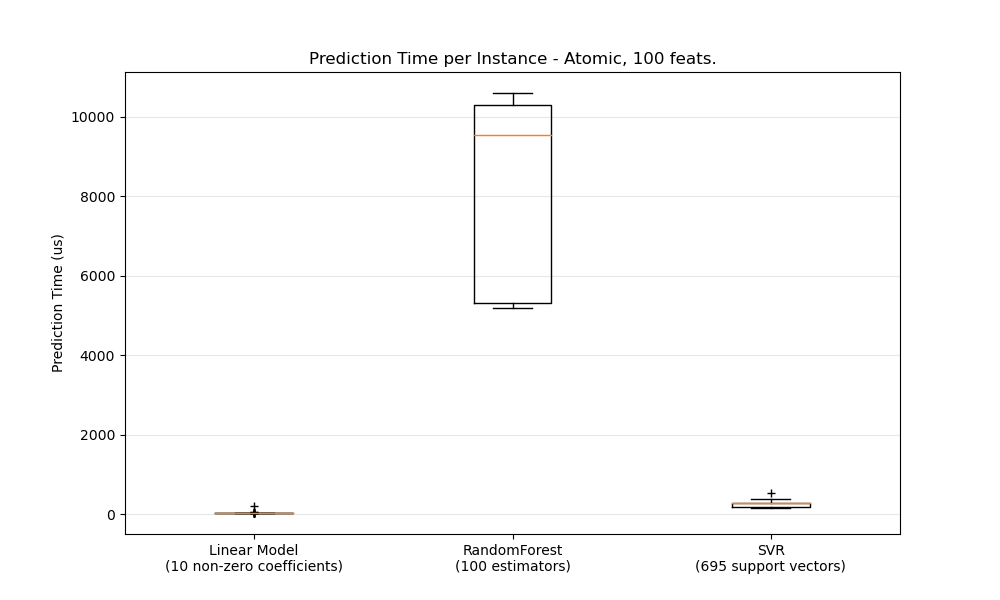 Prediction Time per Instance - Atomic, 100 feats.
Prediction Time (us)
10000
8000
6000
4000
2000
0
Linear Model
(10 non-zero coefficients)
RandomForest
(100 estimators)
SVR
(695 support vectors)